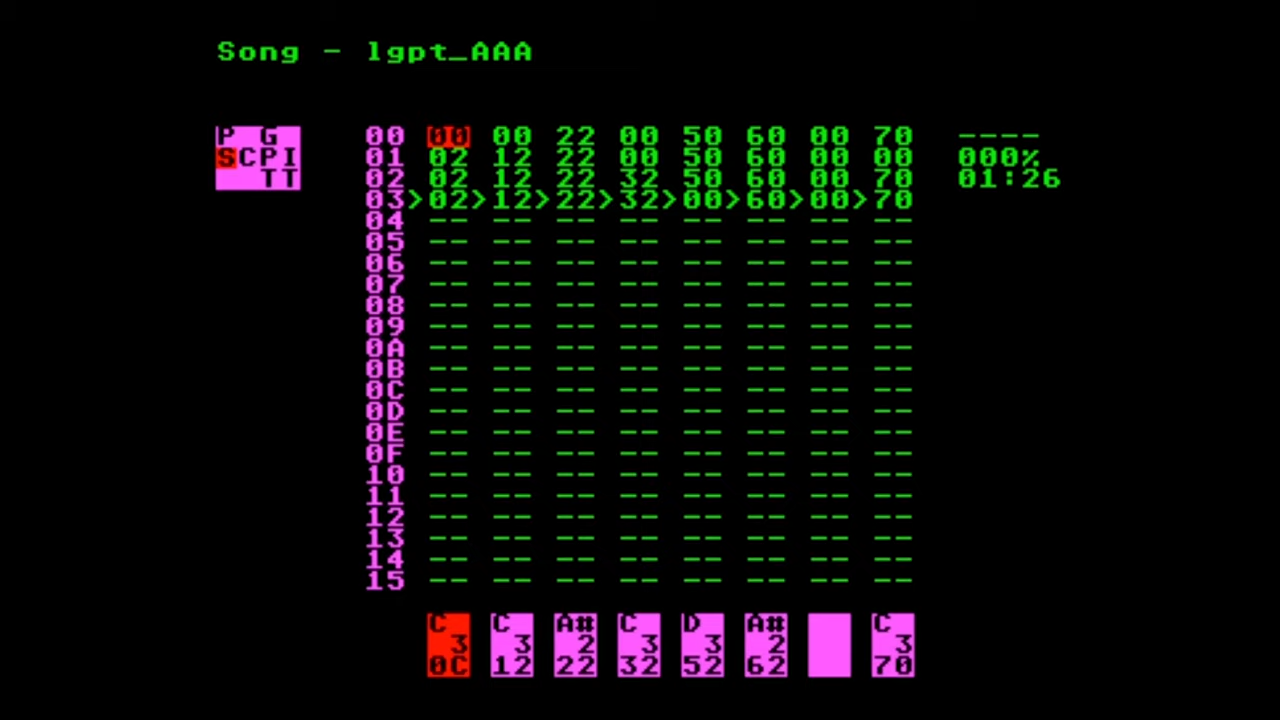 Song - lgpt_AAA
P G 00 00 00 22 00 50 60 00 70 ----
SCPI 01 02 12 22 00 50 60 00 00 000%
TT 02 02 12 22 32 50 60 00 70 01:26
03>02>12>22>32>00>60>00>70
04 -- -- -- -- -- -- -- --
05 -- -- -- -- -- -- -- --
06 -- -- -- -- -- -- -- --
07 -- -- -- -- -- -- -- --
08 -- -- -- -- -- -- -- --
09 -- -- -- -- -- -- -- --
0A -- -- -- -- -- -- -- --
0B -- -- -- -- -- -- -- --
0C -- -- -- -- -- -- -- --
0D -- -- -- -- -- -- -- --
0E -- -- -- -- -- -- -- --
0F -- -- -- -- -- -- -- --
10 -- -- -- -- -- -- -- --
11 -- -- -- -- -- -- -- --
12 -- -- -- -- -- -- -- --
13 -- -- -- -- -- -- -- --
14 -- -- -- -- -- -- -- --
15 -- -- -- -- -- -- -- --
C C A# C D A# C
3 3 2 3 3 2 3
0C 12 22 32 52 62 70